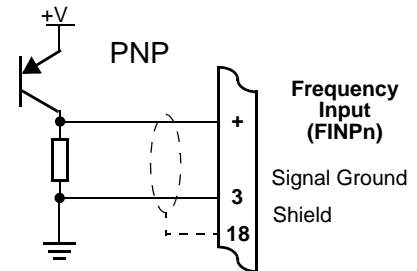 +V
PNP
Frequency
Input
(FINPn)
+
Signal Ground
3
Shield
18